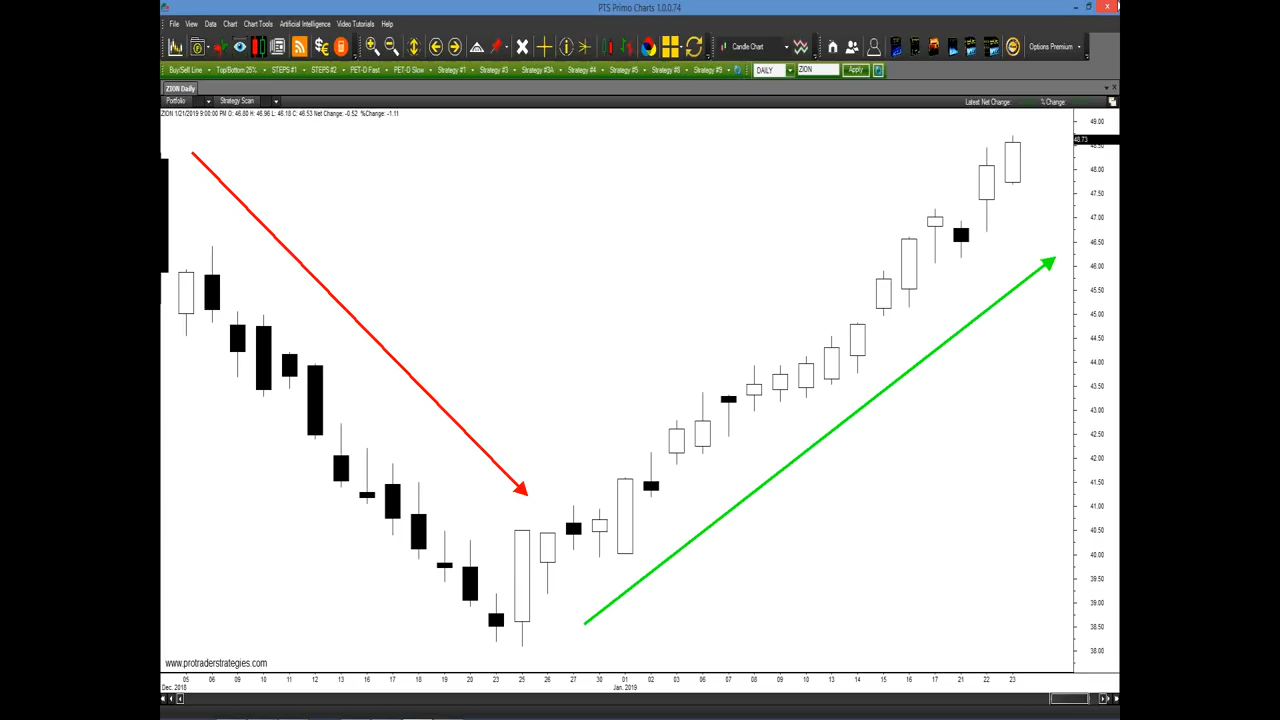 PTS Primo Charts 1.0.0.74
File View Data Chart Chart Tools Artificial Intelligence Video Tutorials Help
Candle Chart Options Premium
Buy/Sell Line Top/Bottom 25% STEPS #1 STEPS #2 PET-D Fast PET-D Slow Strategy #1 Strategy #3 Strategy #3A Strategy #4 Strategy #5 Strategy #8 Strategy #9 DAILY ZION Apply
ZION Daily
Portfolio Strategy Scan Latest Net Change: % Change:
ZION 1/21/2019 9:00:00 PM O: 46.80 H: 46.96 L: 46.18 C: 46.53 Net Change: -0.52 %Change: -1.11
49.00
48.73
48.50
48.00
47.50
47.00
46.50
46.00
45.50
45.00
44.50
44.00
43.50
43.00
42.50
42.00
41.50
41.00
40.50
40.00
39.50
39.00
38.50
38.00
www.protraderstrategies.com
05 06 09 10 11 12 13 16 17 18 19 20 23 25 26 27 30 01 02 03 06 07 08 09 10 13 14 15 16 17 21 22 23
Dec. 2018 Jan. 2019